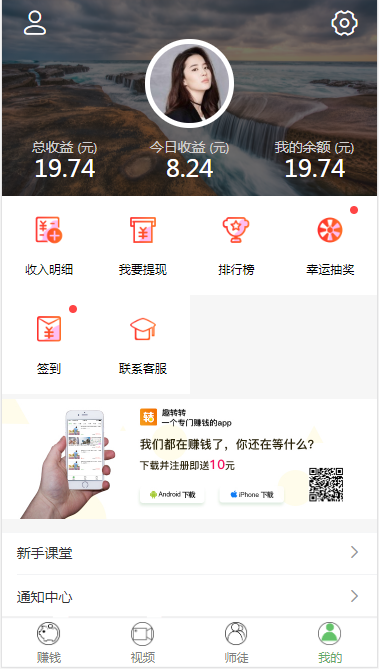 总收益 (元) 今日收益 (元) 我的余额 (元)
19.74 8.24 19.74
收入明细 我要提现 排行榜 幸运抽奖
签到 联系客服
转 趣转转
一个专门赚钱的app
我们都在赚钱了，你还在等什么?
下载并注册即送10元
Android 下载 iPhone 下载
新手课堂
通知中心
赚钱 视频 师徒 我的